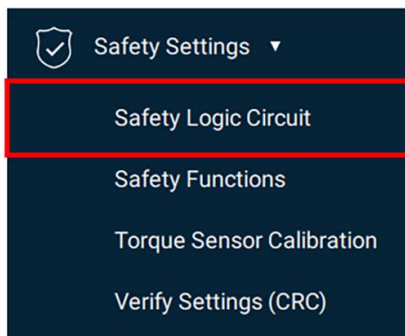 Safety Settings ▼
Safety Logic Circuit
Safety Functions
Torque Sensor Calibration
Verify Settings (CRC)